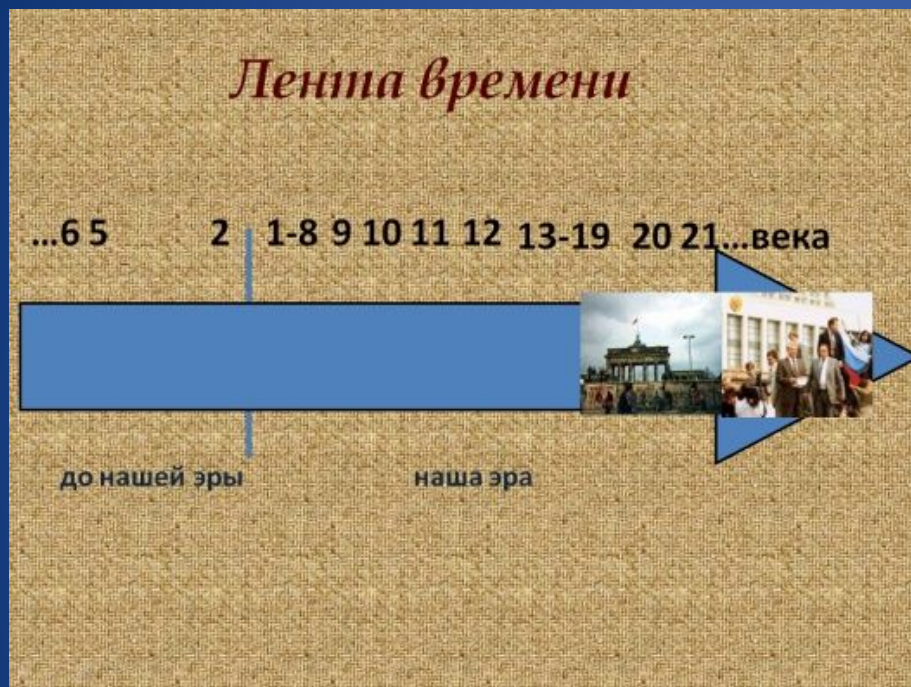 Лента времени
...6 5 2 1-8 9 10 11 12 13-19 20 21...века
до нашей эры наша эра